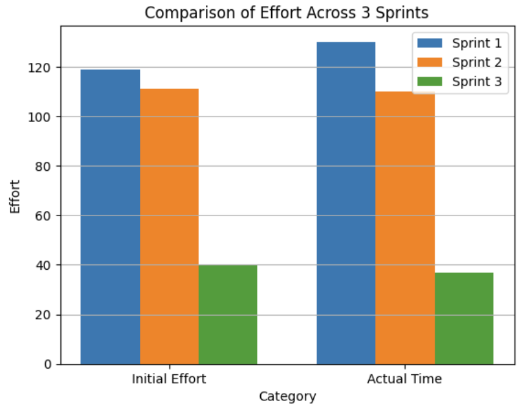 Comparison of Effort Across 3 Sprints
Sprint 1
Sprint 2
Sprint 3
120
100
80
60
40
20
0
Effort
Initial Effort
Actual Time
Category